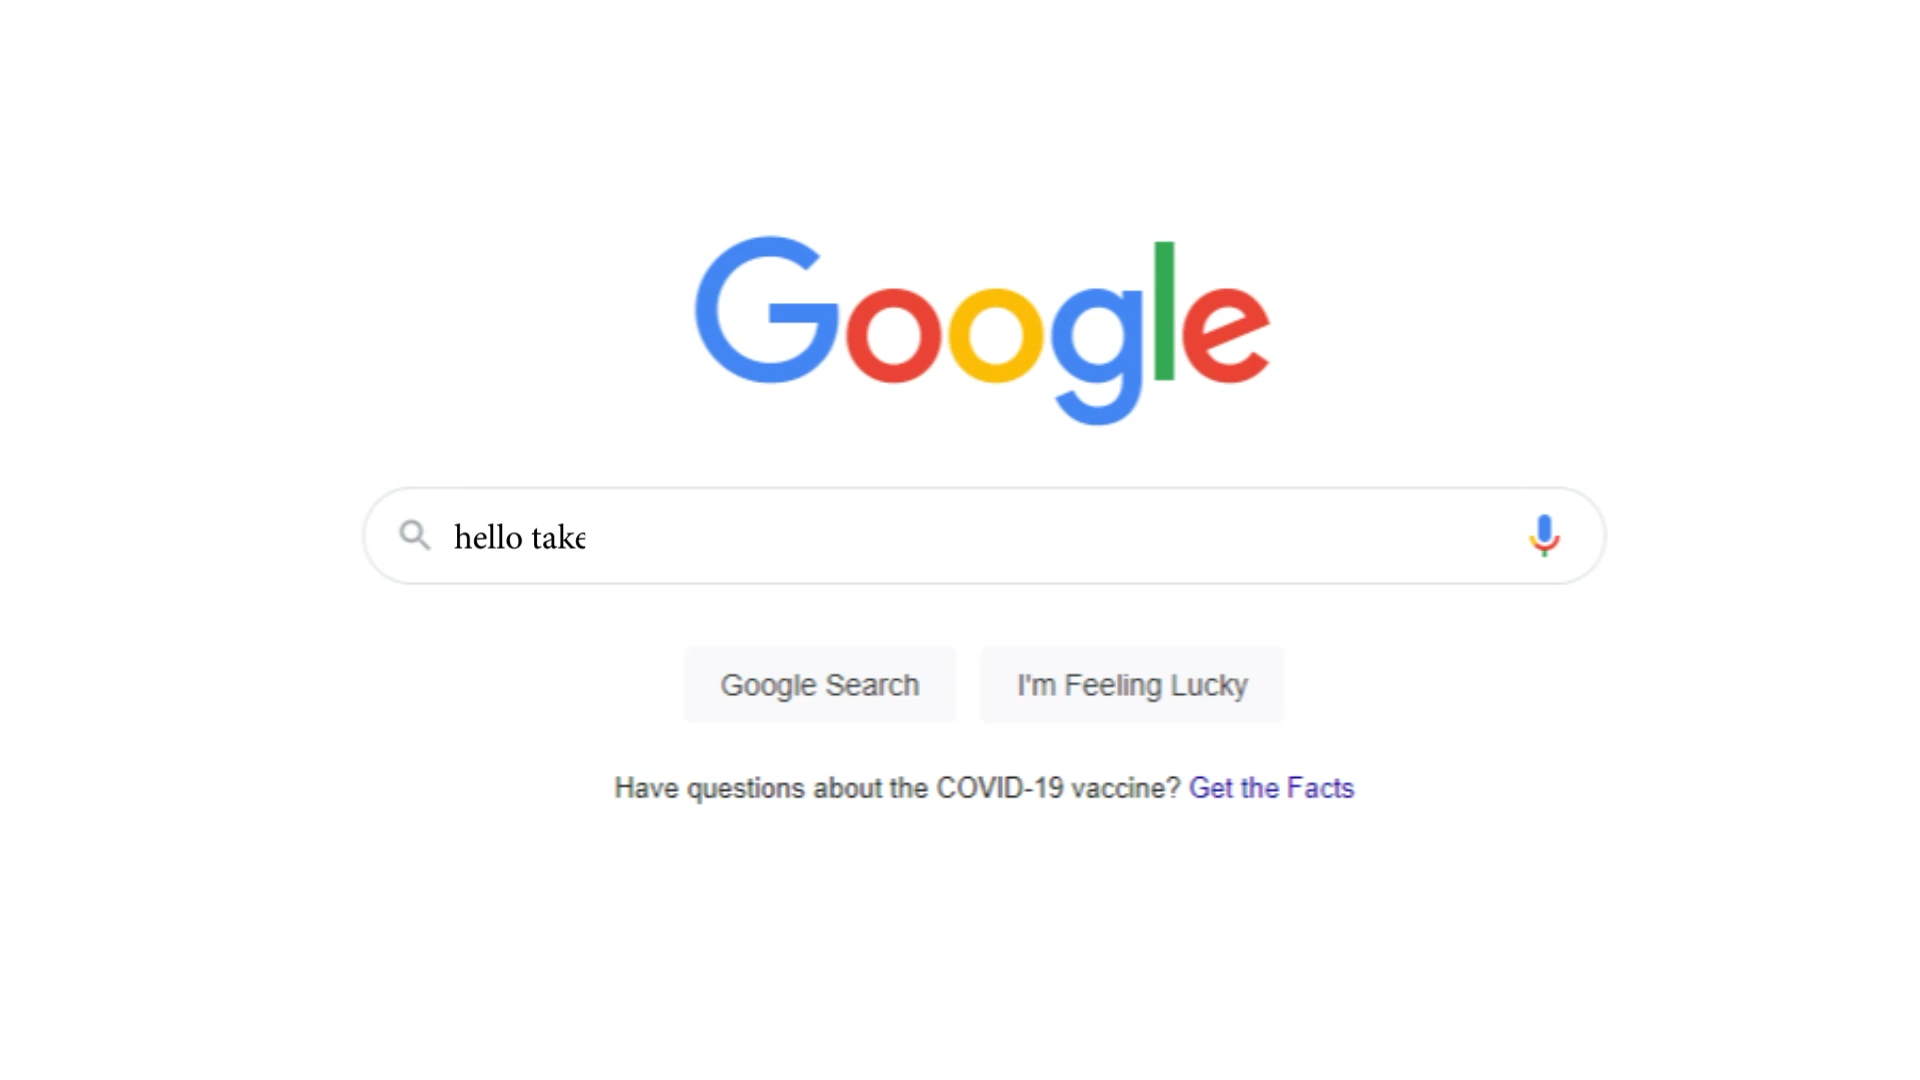 Google
hello take
Google Search
I'm Feeling Lucky
Have questions about the COVID-19 vaccine? Get the Facts